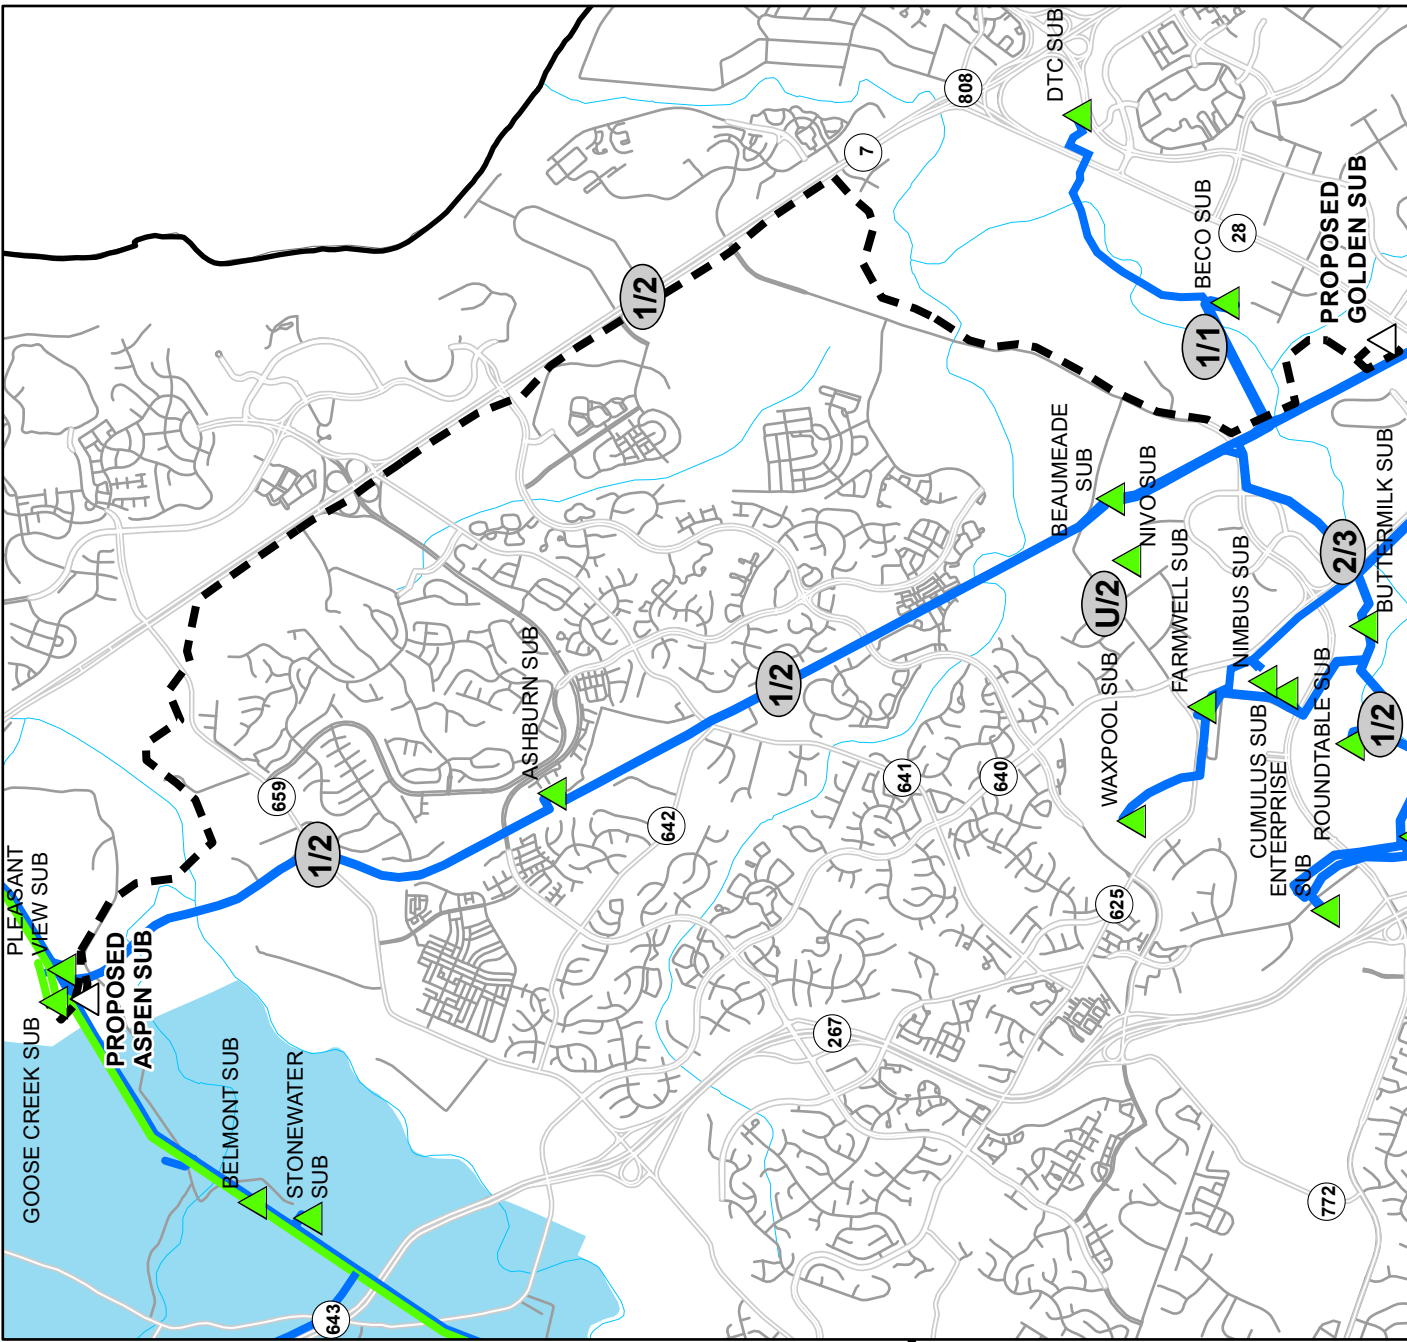 DTC SUB
808
7
BECO SUB
28
PROPOSED
GOLDEN SUB
1/2
1/1
BEAUMEADE
SUB
NIVO SUB
BUTTERMILK SUB
2/3
U/2
FARMWELL SUB
NIMBUS SUB
ASHBURN SUB
1/2
WAXPOOL SUB
CUMULUS SUB
ROUNDTABLE SUB
1/2
659
641
640
642
1/2
ENTERPRISE
SUB
625
PLEASANT
VIEW SUB
PROPOSED
ASPEN SUB
GOOSE CREEK SUB
267
BELMONT SUB
STONEWATER
SUB
772
643